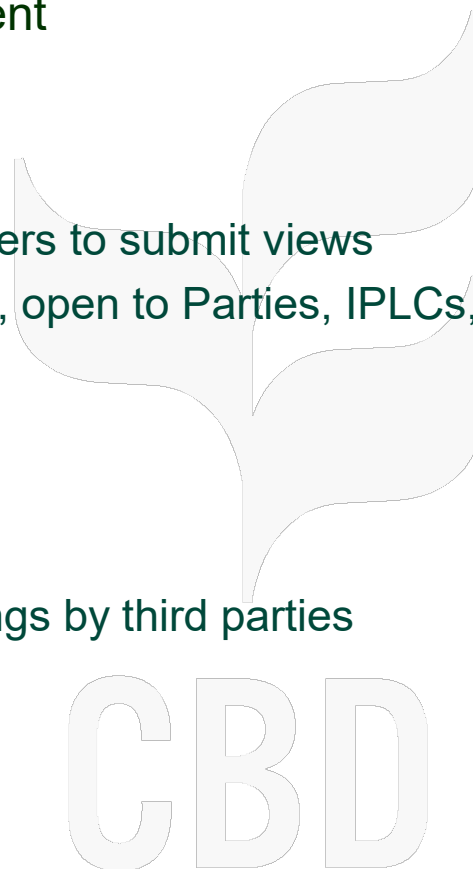 ent
ers to submit views
, open to Parties, IPLCs,
ngs by third parties
CBD